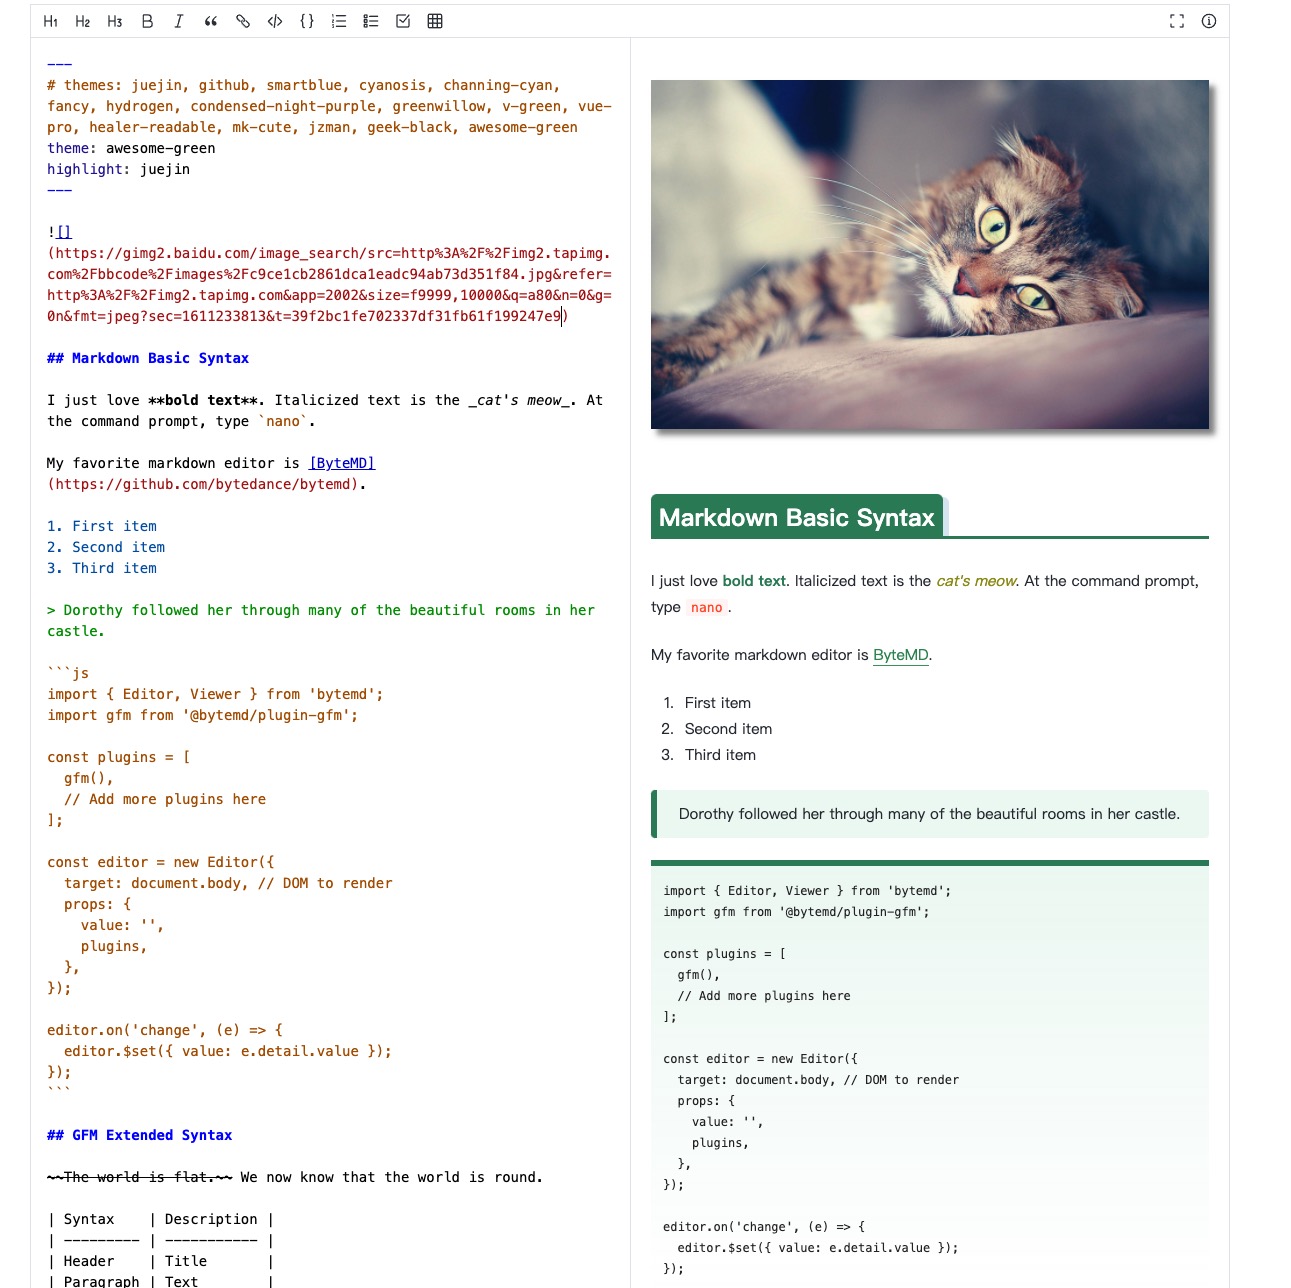 H1 H2 H3 B I
---
# themes: juejin, github, smartblue, cyanosis, channing-cyan,
fancy, hydrogen, condensed-night-purple, greenwillow, v-green, vue-
pro, healer-readable, mk-cute, jzman, geek-black, awesome-green
theme: awesome-green
highlight: juejin
---
![]
(https://gimg2.baidu.com/image_search/src=http%3A%2F%2Fimg2.tapimg.
com%2Fbbcode%2Fimages%2Fc9ce1cb2861dca1eadc94ab73d351f84.jpg&refer=
http%3A%2F%2Fimg2.tapimg.com&app=2002&size=f9999,10000&q=a80&n=0&g=
0n&fmt=jpeg?sec=1611233813&t=39f2bc1fe702337df31fb61f199247e9)
## Markdown Basic Syntax
I just love **bold text**. Italicized text is the _cat's meow_. At
the command prompt, type `nano`.
My favorite markdown editor is [ByteMD]
(https://github.com/bytedance/bytemd).
1. First item
2. Second item
3. Third item
> Dorothy followed her through many of the beautiful rooms in her
castle.
```js
import { Editor, Viewer } from 'bytemd';
import gfm from '@bytemd/plugin-gfm';
const plugins = [
  gfm(),
  // Add more plugins here
];
const editor = new Editor({
  target: document.body, // DOM to render
  props: {
    value: '',
    plugins,
  },
});
editor.on('change', (e) => {
  editor.$set({ value: e.detail.value });
});
```
## GFM Extended Syntax
~~The world is flat.~~ We now know that the world is round.
| Syntax    | Description |
| --------- | ----------- |
| Header    | Title       |
| Paragraph | Text        |
Markdown Basic Syntax
I just love bold text. Italicized text is the cat's meow. At the command prompt,
type nano .
My favorite markdown editor is ByteMD.
1. First item
2. Second item
3. Third item
Dorothy followed her through many of the beautiful rooms in her castle.
import { Editor, Viewer } from 'bytemd';
import gfm from '@bytemd/plugin-gfm';
const plugins = [
  gfm(),
  // Add more plugins here
];
const editor = new Editor({
  target: document.body, // DOM to render
  props: {
    value: '',
    plugins,
  },
});
editor.on('change', (e) => {
  editor.$set({ value: e.detail.value });
});